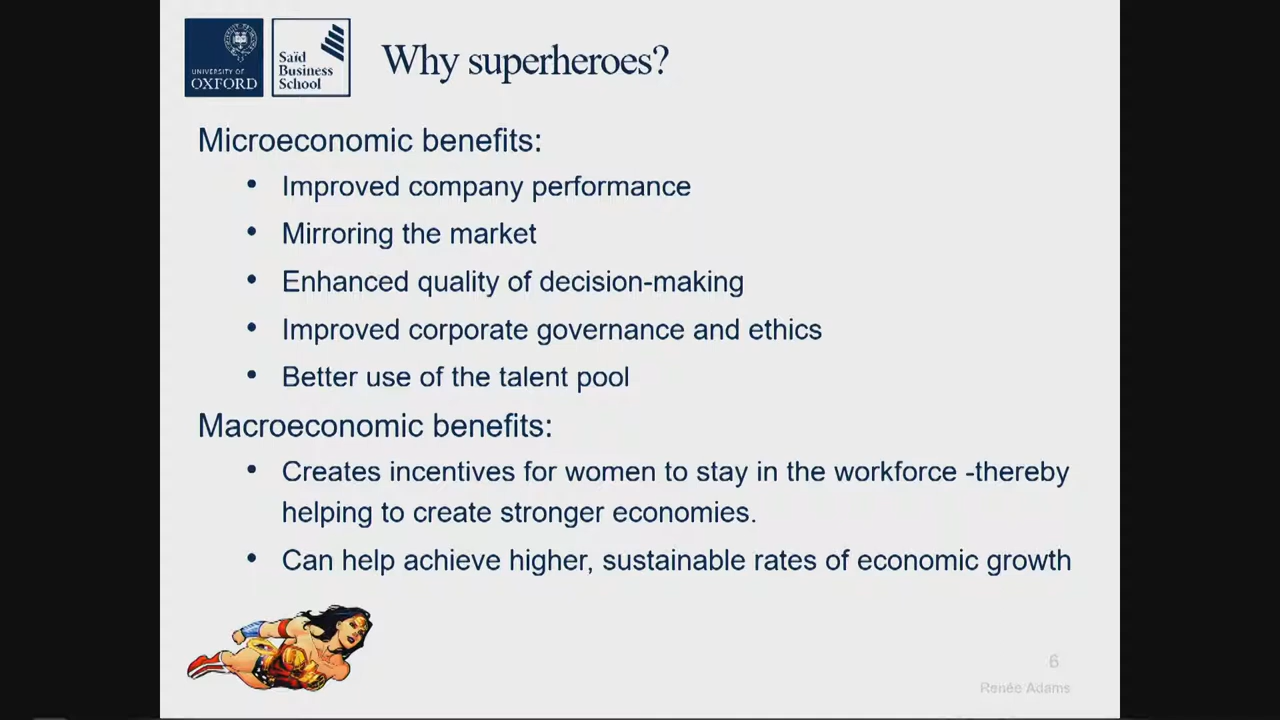 UNIVERSITY OF
OXFORD
Saïd
Business
School
Why superheroes?
Microeconomic benefits:
• Improved company performance
• Mirroring the market
• Enhanced quality of decision-making
• Improved corporate governance and ethics
• Better use of the talent pool
Macroeconomic benefits:
• Creates incentives for women to stay in the workforce -thereby
helping to create stronger economies.
• Can help achieve higher, sustainable rates of economic growth
6
Renée Adams